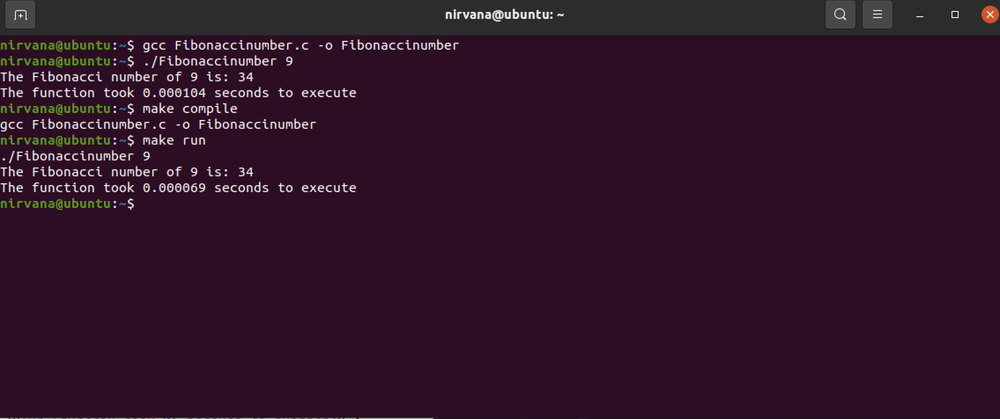 nirvana@ubuntu: ~
nirvana@ubuntu:~$ gcc Fibonaccinumber.c -o Fibonaccinumber
nirvana@ubuntu:~$ ./Fibonaccinumber 9
The Fibonacci number of 9 is: 34
The function took 0.000104 seconds to execute
nirvana@ubuntu:~$ make compile
gcc Fibonaccinumber.c -o Fibonaccinumber
nirvana@ubuntu:~$ make run
./Fibonaccinumber 9
The Fibonacci number of 9 is: 34
The function took 0.000069 seconds to execute
nirvana@ubuntu:~$